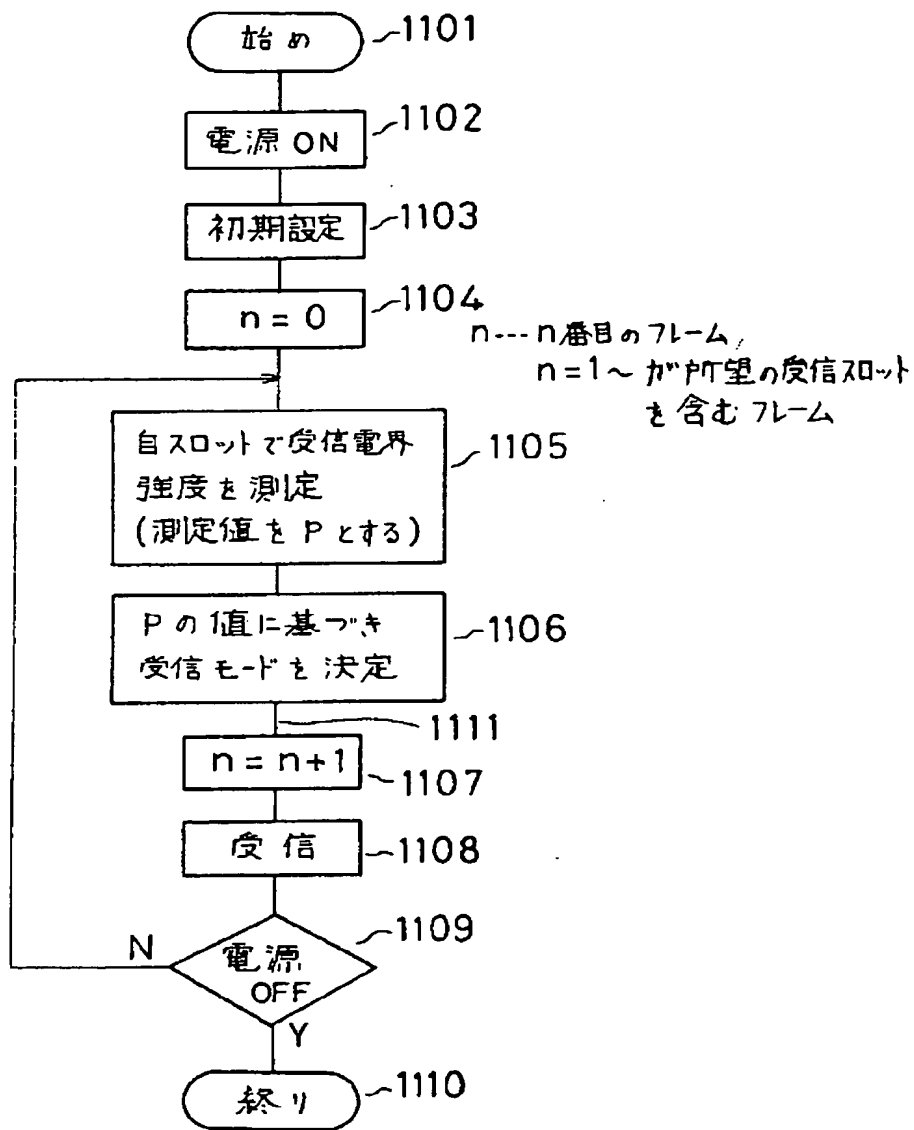 始め
1101
電源 ON
1102
初期設定
1103
n = 0
1104
n---n番目のフレーム,
n=1~ が所望の受信スロット
を含むフレーム
自スロットで受信電界
強度を測定
(測定値をPとする)
1105
Pの値に基づき
受信モードを決定
1106
1111
n = n+1
1107
受信
1108
電源
OFF
1109
N
Y
終り
1110